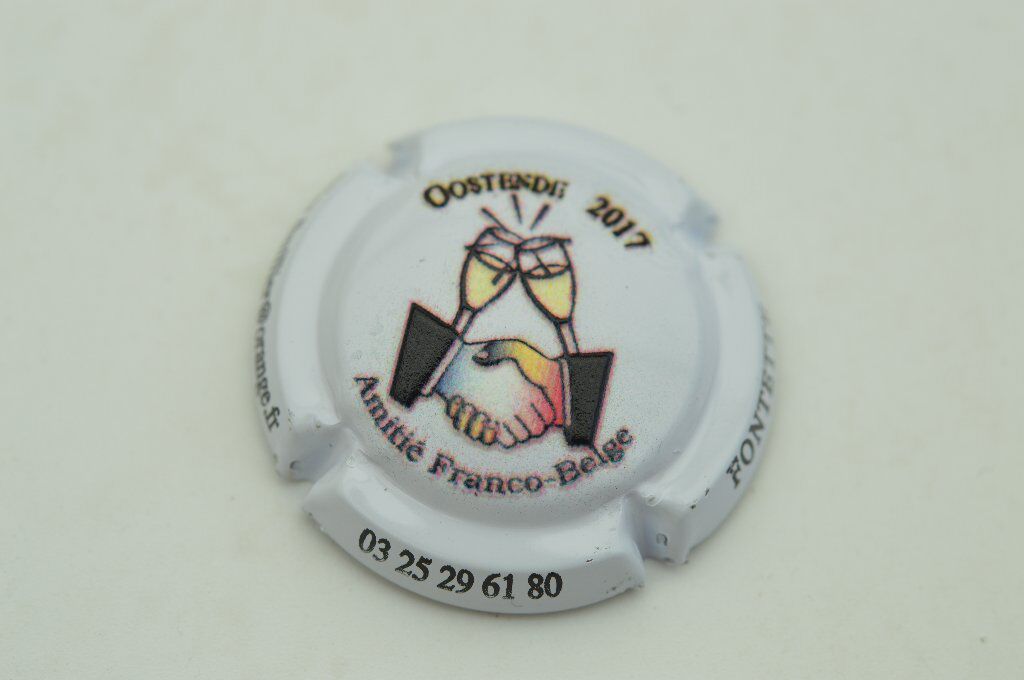 OOSTENDE 2017
Amitié Franco-Belge
03 25 29 61 80